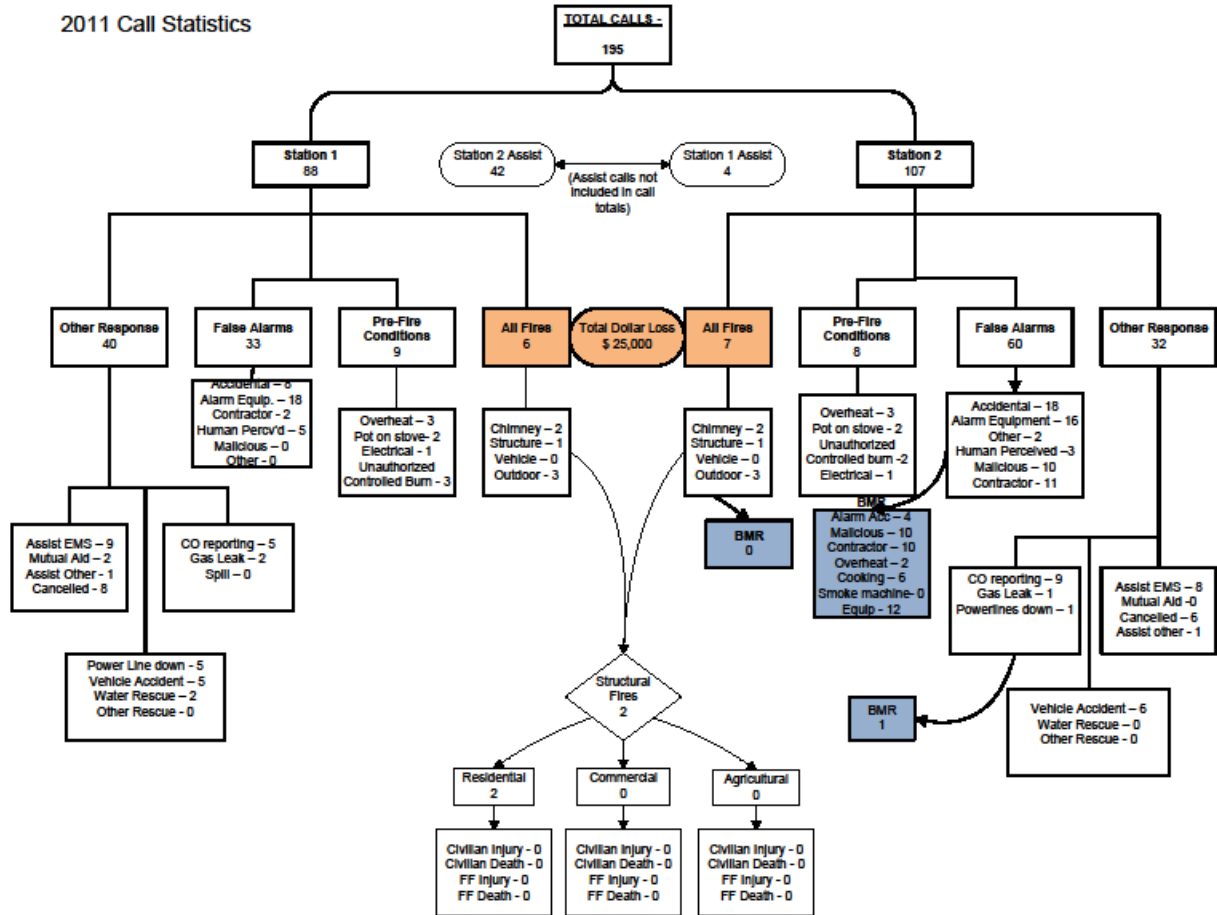 2011 Call Statistics
TOTAL CALLS -
195
Station 1
88
Station 2 Assist
42
(Assist calls not
included in call
totals)
Station 1 Assist
4
Station 2
107
Other Response
40
False Alarms
33
Pre-Fire
Conditions
9
All Fires
6
Total Dollar Loss
$ 25,000
All Fires
7
Pre-Fire
Conditions
8
False Alarms
60
Other Response
32
Accidental – 8
Alarm Equip. – 18
Contractor - 2
Human Percv'd - 5
Malicious – 0
Other - 0
Overheat – 3
Pot on stove- 2
Electrical - 1
Unauthorized
Controlled Burn - 3
Chimney – 2
Structure – 1
Vehicle – 0
Outdoor - 3
Chimney – 2
Structure – 1
Vehicle – 0
Outdoor - 3
Overheat – 3
Pot on stove - 2
Unauthorized
Controlled burn -2
Electrical – 1
Accidental – 18
Alarm Equipment – 16
Other – 2
Human Perceived –3
Malicious – 10
Contractor - 11
Assist EMS – 9
Mutual Aid – 2
Assist Other - 1
Cancelled - 8
CO reporting – 5
Gas Leak – 2
Spill – 0
BMR
0
BMR
Alarm Acc – 4
Malicious – 10
Contractor – 10
Overheat – 2
Cooking – 6
Smoke machine- 0
Equip - 12
CO reporting – 9
Gas Leak – 1
Powerlines down – 1
Assist EMS – 8
Mutual Aid -0
Cancelled – 6
Assist other - 1
Power Line down - 5
Vehicle Accident – 5
Water Rescue – 2
Other Rescue - 0
Structural
Fires
2
BMR
1
Vehicle Accident – 6
Water Rescue – 0
Other Rescue - 0
Residential
2
Commercial
0
Agricultural
0
Civilian Injury - 0
Civilian Death - 0
FF Injury - 0
FF Death - 0
Civilian Injury - 0
Civilian Death - 0
FF Injury - 0
FF Death - 0
Civilian Injury - 0
Civilian Death - 0
FF Injury - 0
FF Death - 0